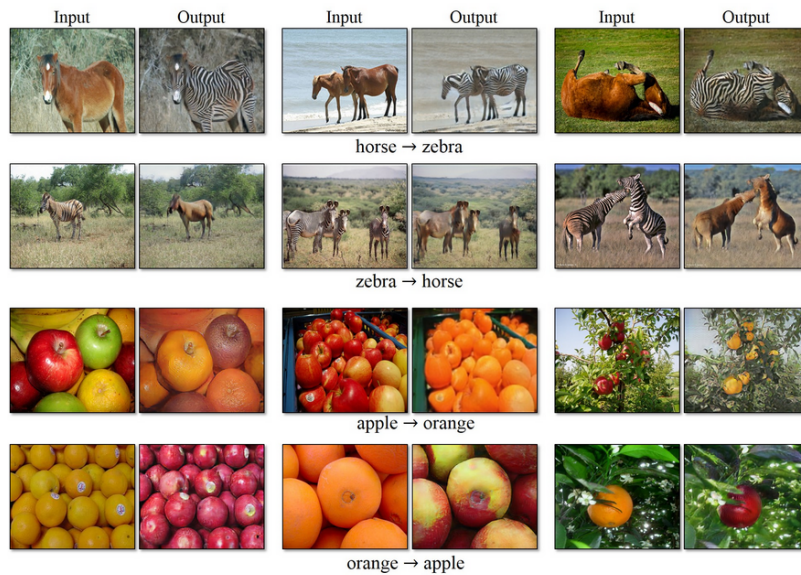 Input Output Input Output Input Output
horse → zebra
zebra → horse
apple → orange
orange → apple